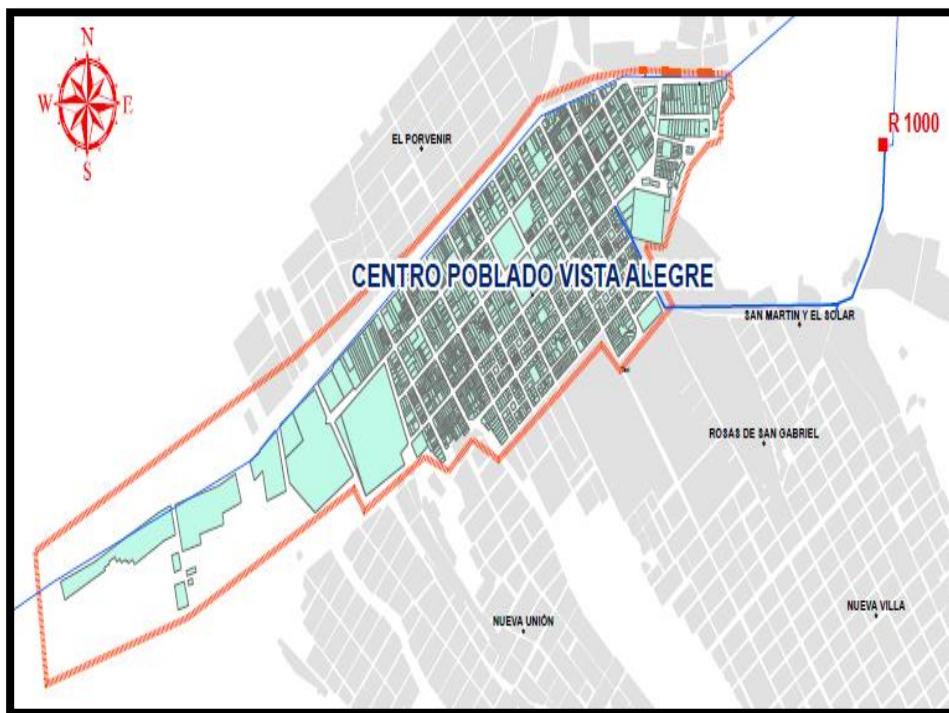 N
W E
S
R 1000
EL PORVENIR
CENTRO POBLADO VISTA ALEGRE
SAN MARTIN Y EL SOLAR
ROSAS DE SAN GABRIEL
NUEVA VILLA
NUEVA UNIÓN